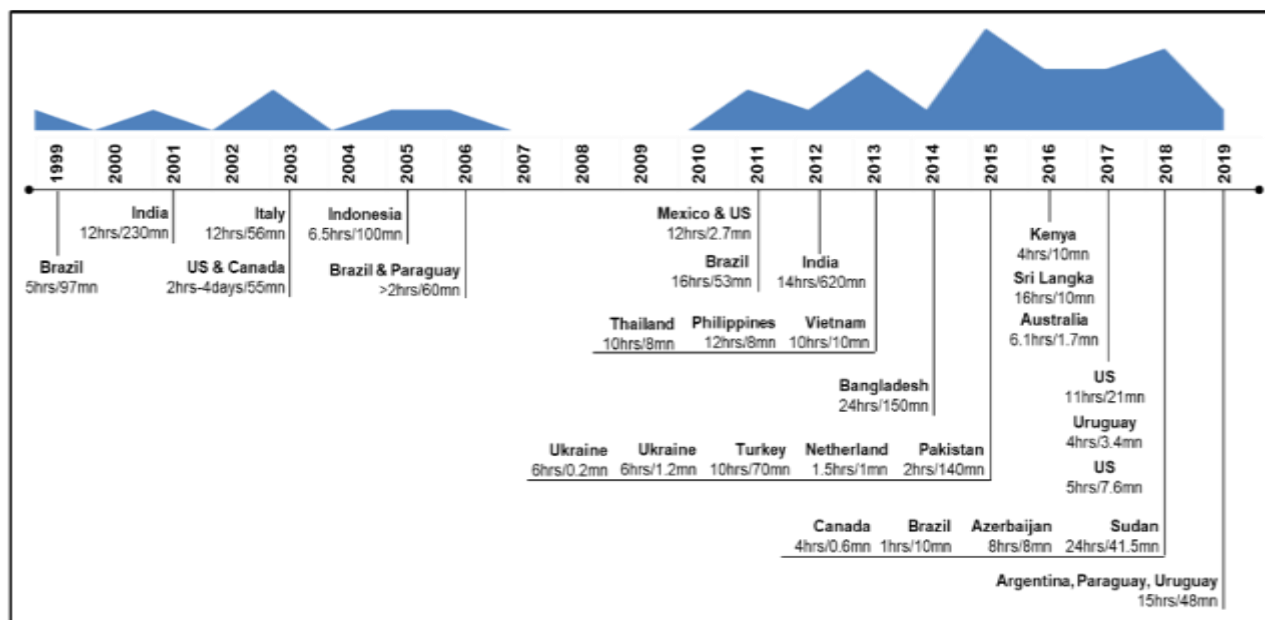 1999
2000
2001
2002
2003
2004
2005
2006
2007
2008
2009
2010
2011
2012
2013
2014
2015
2016
2017
2018
2019
Brazil
5hrs/97mn
India
12hrs/230mn
Italy
12hrs/56mn
US & Canada
2hrs-4days/55mn
Indonesia
6.5hrs/100mn
Brazil & Paraguay
>2hrs/60mn
Mexico & US
12hrs/2.7mn
Brazil
16hrs/53mn
India
14hrs/620mn
Thailand
10hrs/8mn
Philippines
12hrs/8mn
Vietnam
10hrs/10mn
Bangladesh
24hrs/150mn
Ukraine
6hrs/0.2mn
Ukraine
6hrs/1.2mn
Turkey
10hrs/70mn
Netherland
1.5hrs/1mn
Pakistan
2hrs/140mn
Kenya
4hrs/10mn
Sri Langka
16hrs/10mn
Australia
6.1hrs/1.7mn
US
11hrs/21mn
Uruguay
4hrs/3.4mn
US
5hrs/7.6mn
Canada
4hrs/0.6mn
Brazil
1hrs/10mn
Azerbaijan
8hrs/8mn
Sudan
24hrs/41.5mn
Argentina, Paraguay, Uruguay
15hrs/48mn